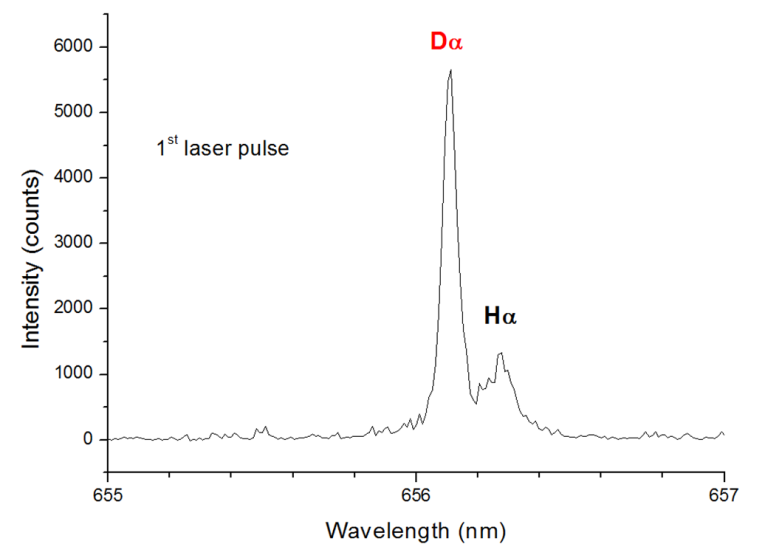 Dα
Hα
1st laser pulse
Intensity (counts)
6000
5000
4000
3000
2000
1000
0
655
656
657
Wavelength (nm)